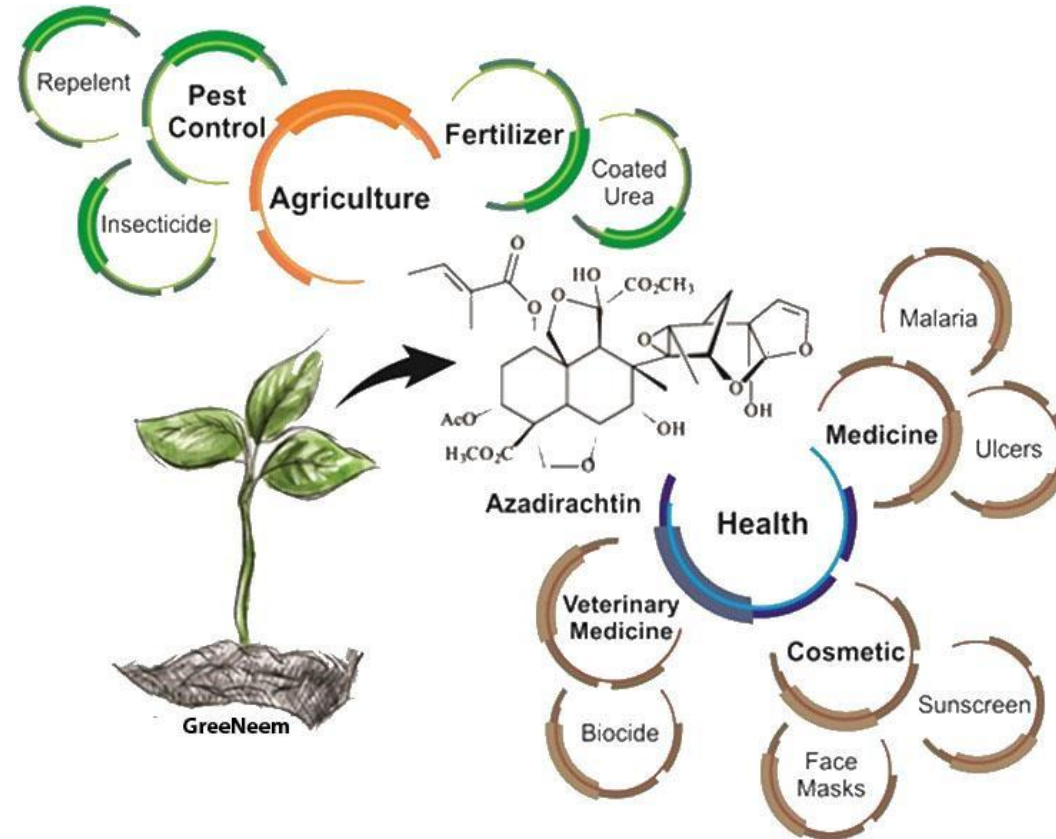 Repelent
Pest
Control
Insecticide
Agriculture
Fertilizer
Coated
Urea
O
O
HO
CO₂CH₃
O
O
O
O
OH
AcO
OH
H₃CO₂C
O
Azadirachtin
Malaria
Medicine
Ulcers
Health
Veterinary
Medicine
Biocide
Cosmetic
Sunscreen
Face
Masks
GreeNeem